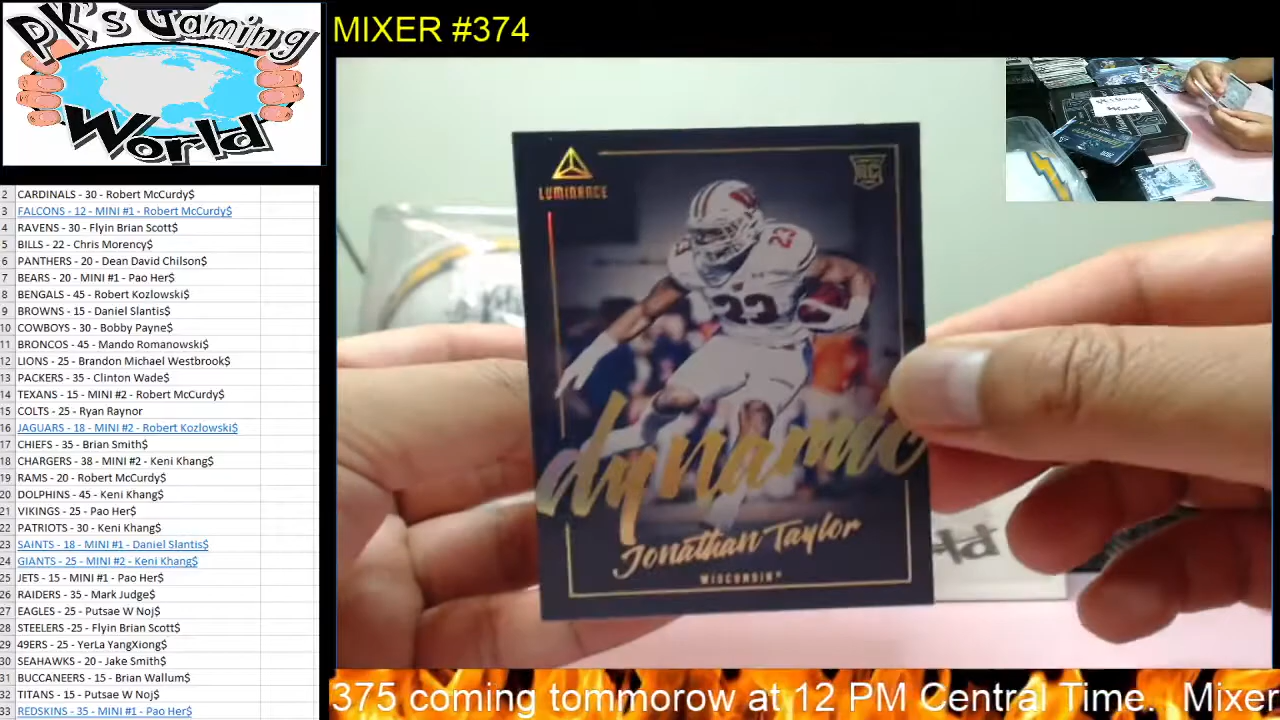 PK's Gaming
World
MIXER #374
2 CARDINALS - 30 - Robert McCurdy$
3 FALCONS - 12 - MINI #1 - Robert McCurdy$
4 RAVENS - 30 - Flyin Brian Scott$
5 BILLS - 22 - Chris Morency$
6 PANTHERS - 20 - Dean David Chilson$
7 BEARS - 20 - MINI #1 - Pao Her$
8 BENGALS - 45 - Robert Kozlowski$
9 BROWNS - 15 - Daniel Slantis$
10 COWBOYS - 30 - Bobby Payne$
11 BRONCOS - 45 - Mando Romanowski$
12 LIONS - 25 - Brandon Michael Westbrook$
13 PACKERS - 35 - Clinton Wade$
14 TEXANS - 15 - MINI #2 - Robert McCurdy$
15 COLTS - 25 - Ryan Raynor
16 JAGUARS - 18 - MINI #2 - Robert Kozlowski$
17 CHIEFS - 35 - Brian Smith$
18 CHARGERS - 38 - MINI #2 - Keni Khang$
19 RAMS - 20 - Robert McCurdy$
20 DOLPHINS - 45 - Keni Khang$
21 VIKINGS - 25 - Pao Her$
22 PATRIOTS - 30 - Keni Khang$
23 SAINTS - 18 - MINI #1 - Daniel Slantis$
24 GIANTS - 25 - MINI #2 - Keni Khang$
25 JETS - 15 - MINI #1 - Pao Her$
26 RAIDERS - 35 - Mark Judge$
27 EAGLES - 25 - Putsae W Noj$
28 STEELERS -25 - Flyin Brian Scott$
29 49ERS - 25 - YerLa YangXiong$
30 SEAHAWKS - 20 - Jake Smith$
31 BUCCANEERS - 15 - Brian Wallum$
32 TITANS - 15 - Putsae W Noj$
33 REDSKINS - 35 - MINI #1 - Pao Her$
LUMINANCE
RC
23
23
23
dynamic
Jonathan Taylor
WISCONSIN
375 coming tommorow at 12 PM Central Time. Mixer